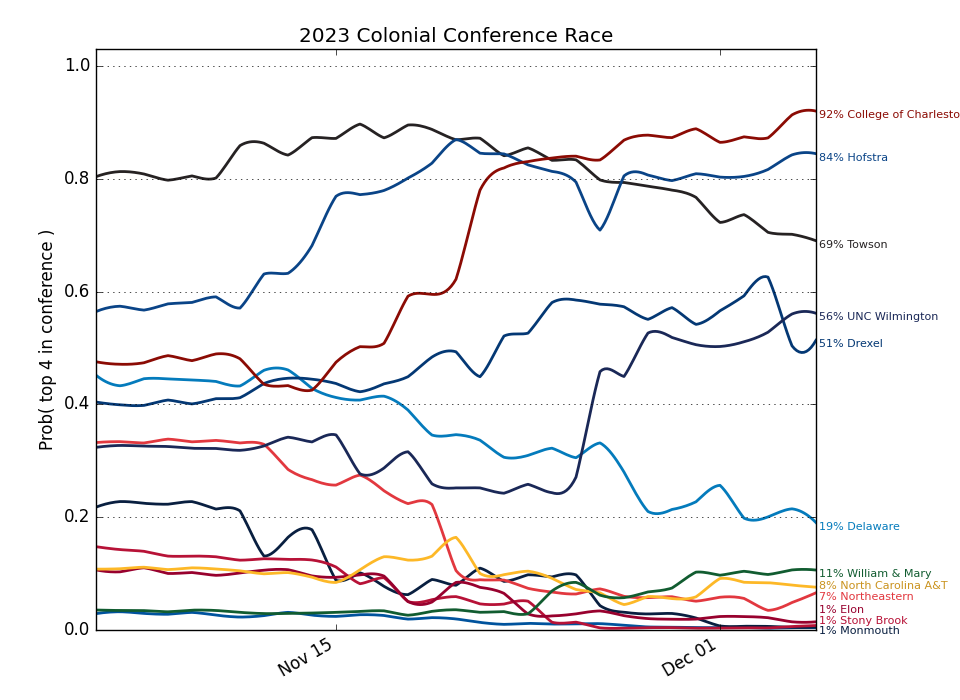 2023 Colonial Conference Race
Prob( top 4 in conference )
1.0
0.8
0.6
0.4
0.2
0.0
Nov 15
Dec 01
92% College of Charlesto
84% Hofstra
69% Towson
56% UNC Wilmington
51% Drexel
19% Delaware
11% William & Mary
8% North Carolina A&T
7% Northeastern
1% Elon
1% Stony Brook
1% Monmouth